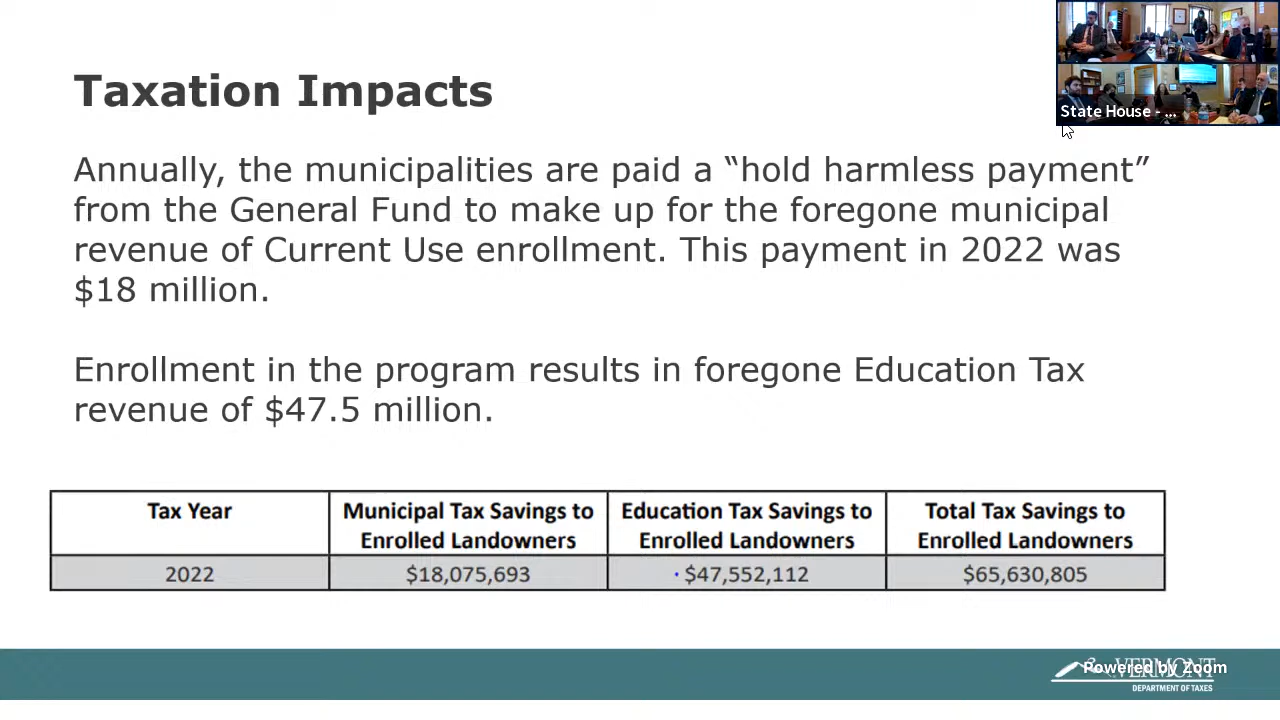 State House - ...
Taxation Impacts
Annually, the municipalities are paid a “hold harmless payment”
from the General Fund to make up for the foregone municipal
revenue of Current Use enrollment. This payment in 2022 was
$18 million.
Enrollment in the program results in foregone Education Tax
revenue of $47.5 million.
Tax Year
Municipal Tax Savings to
Enrolled Landowners
Education Tax Savings to
Enrolled Landowners
Total Tax Savings to
Enrolled Landowners
2022
$18,075,693
$47,552,112
$65,630,805
VERMONT
Powered by Zoom
DEPARTMENT OF TAXES